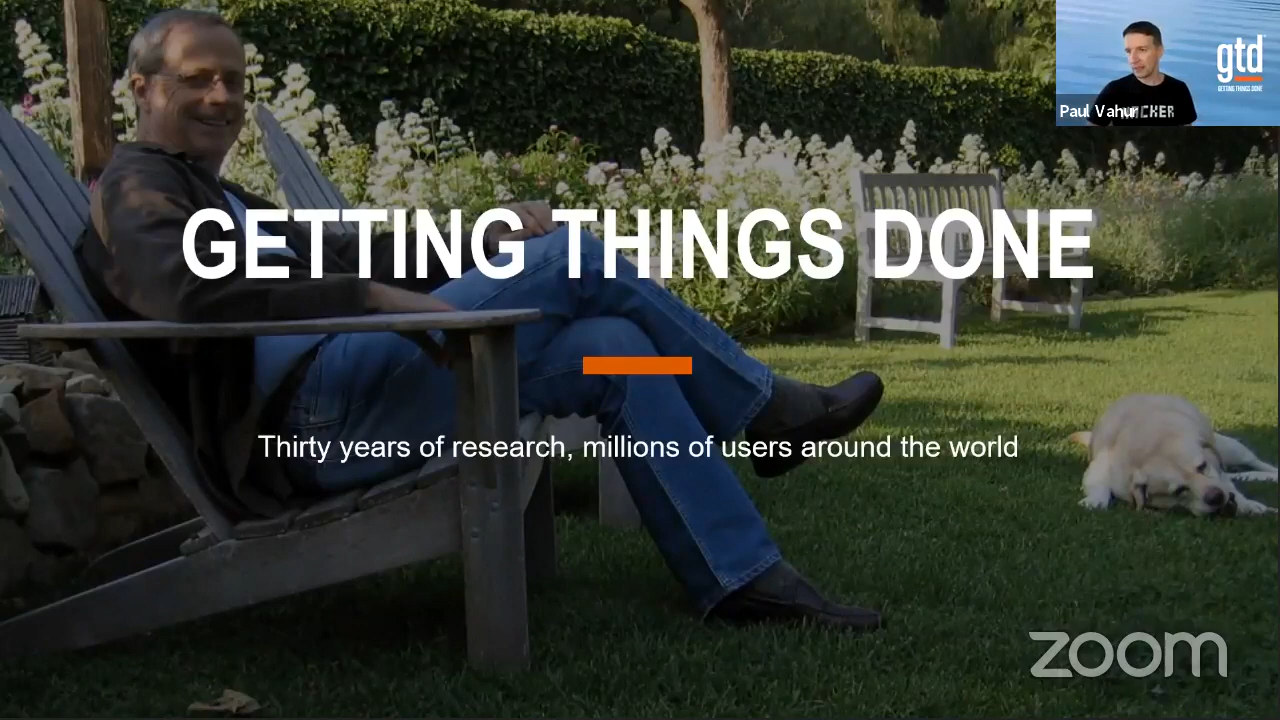 gtd
GETTING THINGS DONE
Paul Vahur
GETTING THINGS DONE
Thirty years of research, millions of users around the world
zoom